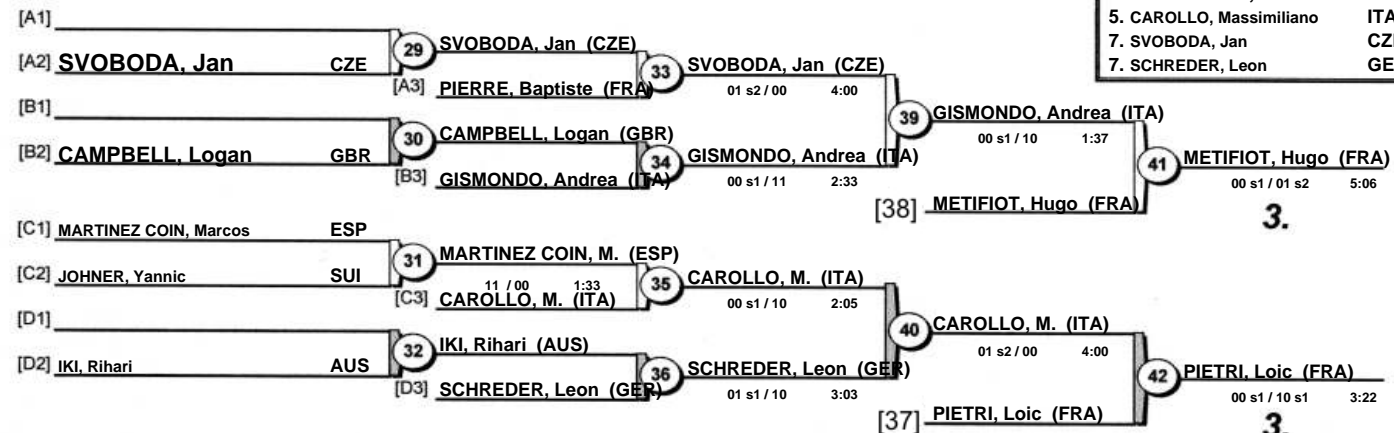 [A1]
[A2] SVOBODA, Jan CZE
29
SVOBODA, Jan (CZE)
[A3] PIERRE, Baptiste (FRA)
33
SVOBODA, Jan (CZE)
01 s2 / 00 4:00
[B1]
[B2] CAMPBELL, Logan GBR
30
CAMPBELL, Logan (GBR)
[B3] GISMONDO, Andrea (ITA)
34
GISMONDO, Andrea (ITA)
00 s1 / 11 2:33
39
GISMONDO, Andrea (ITA)
00 s1 / 10 1:37
[38] METIFIOT, Hugo (FRA)
41
METIFIOT, Hugo (FRA)
00 s1 / 01 s2 5:06
3.
[C1] MARTINEZ COIN, Marcos ESP
[C2] JOHNER, Yannic SUI
31
MARTINEZ COIN, M. (ESP)
11 / 00 1:33
[C3] CAROLLO, M. (ITA)
35
CAROLLO, M. (ITA)
00 s1 / 10 2:05
[D1]
[D2] IKI, Rihari AUS
32
IKI, Rihari (AUS)
[D3] SCHREDER, Leon (GER)
36
SCHREDER, Leon (GER)
01 s1 / 10 3:03
40
CAROLLO, M. (ITA)
01 s2 / 00 4:00
[37] PIETRI, Loic (FRA)
42
PIETRI, Loic (FRA)
00 s1 / 10 s1 3:22
3.
5. CAROLLO, Massimiliano ITA
7. SVOBODA, Jan CZE
7. SCHREDER, Leon GE